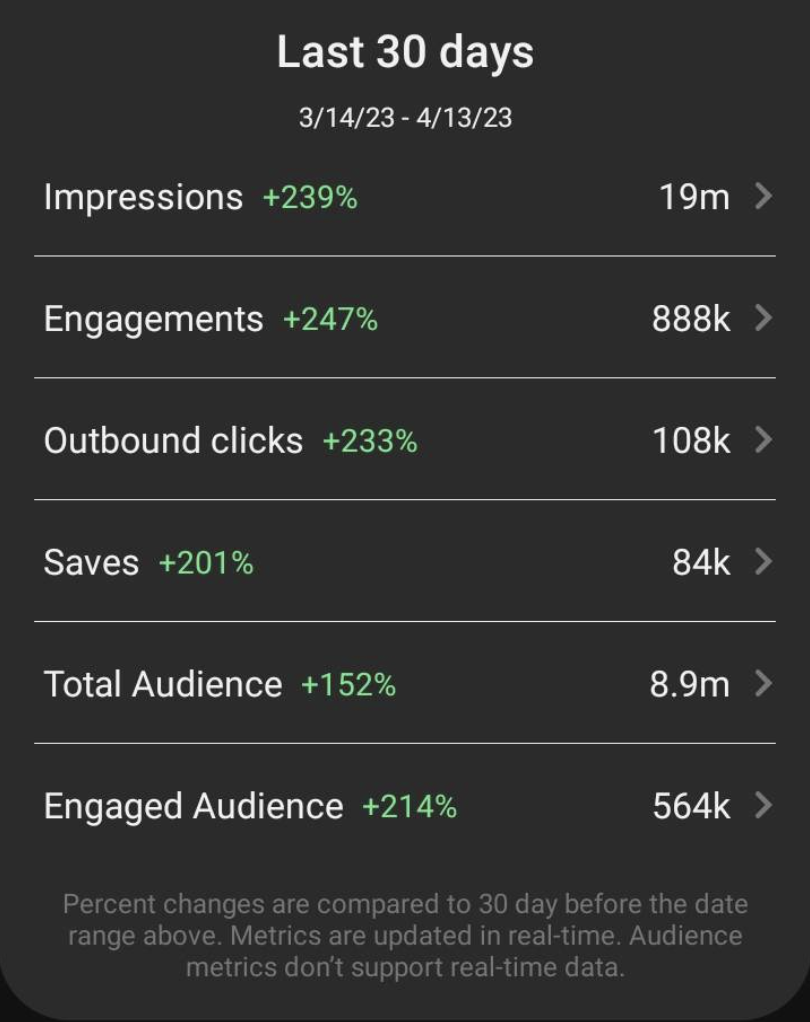 Last 30 days
3/14/23 - 4/13/23
Impressions +239% 19m
Engagements +247% 888k
Outbound clicks +233% 108k
Saves +201% 84k
Total Audience +152% 8.9m
Engaged Audience +214% 564k
Percent changes are compared to 30 day before the date
range above. Metrics are updated in real-time. Audience
metrics don't support real-time data.